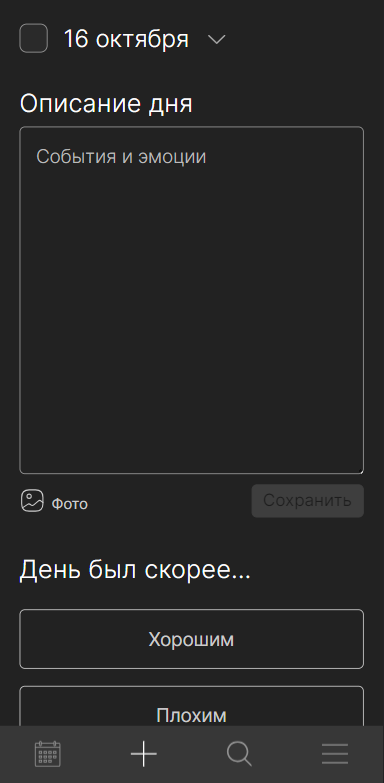 16 октября
Описание дня
События и эмоции
Фото
Сохранить
День был скорее...
Хорошим
Плохим